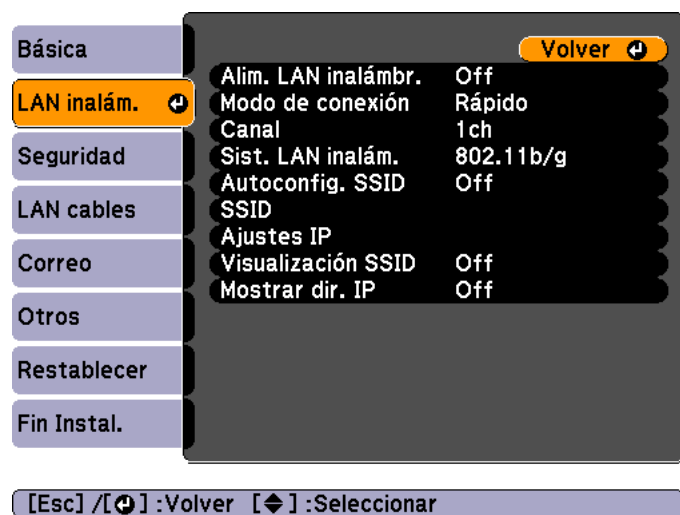 Básica
LAN inalám.
Seguridad
LAN cables
Correo
Otros
Restablecer
Fin Instal.
Volver
Alim. LAN inalámbr. Off
Modo de conexión Rápido
Canal 1ch
Sist. LAN inalám. 802.11b/g
Autoconfig. SSID Off
SSID
Ajustes IP
Visualización SSID Off
Mostrar dir. IP Off
[Esc] /[⏎] :Volver [◆] :Seleccionar